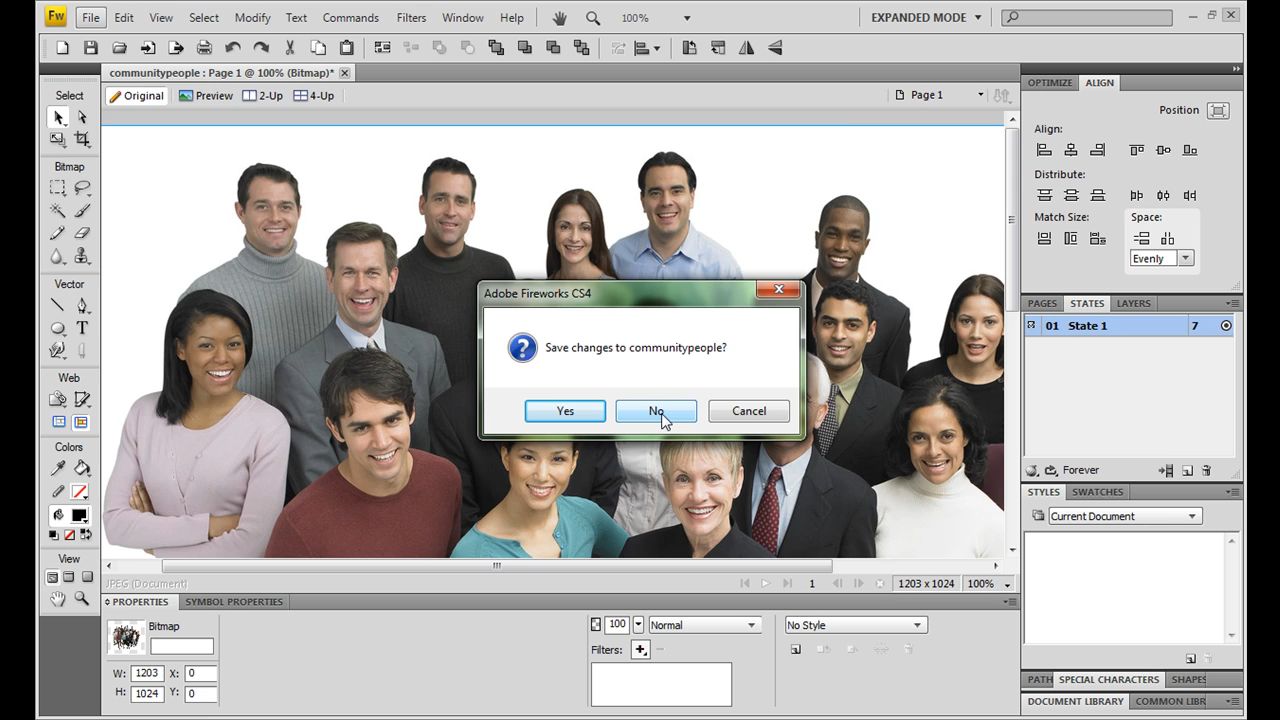 Fw File Edit View Select Modify Text Commands Filters Window Help 100% EXPANDED MODE
communitypeople : Page 1 @ 100% (Bitmap)*
Original Preview 2-Up 4-Up Page 1
Select
Bitmap
Vector
Web
Colors
View
Adobe Fireworks CS4
Save changes to communitypeople?
Yes No Cancel
OPTIMIZE ALIGN
Position
Align:
Distribute:
Match Size: Space:
Evenly
PAGES STATES LAYERS
01 State 1 7
Forever
STYLES SWATCHES
Current Document
JPEG (Document) 1 1203 x 1024 100%
PROPERTIES SYMBOL PROPERTIES
Bitmap 100 Normal No Style
Filters:
W: 1203 X: 0
H: 1024 Y: 0
PATH SPECIAL CHARACTERS SHAPES
DOCUMENT LIBRARY COMMON LIBR